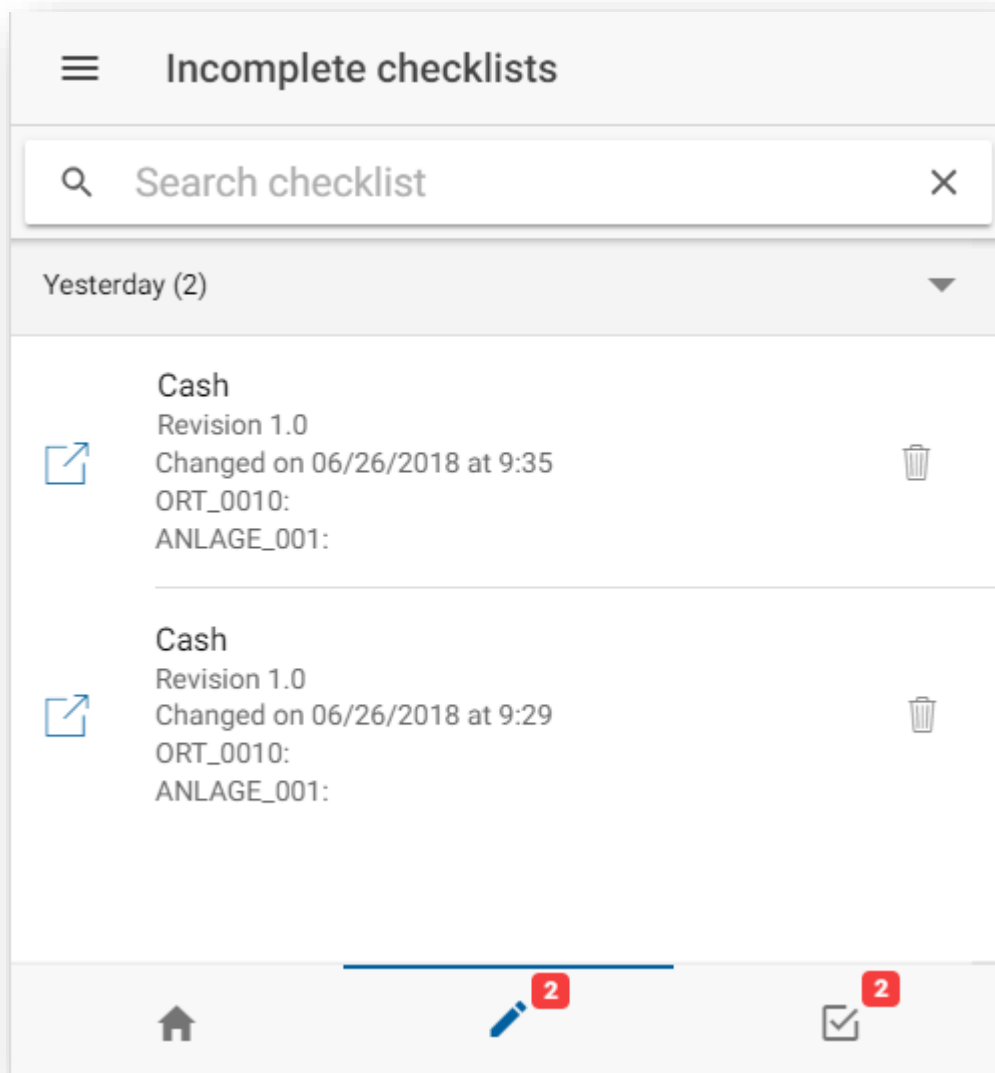 Incomplete checklists
Search checklist
Yesterday (2)
Cash
Revision 1.0
Changed on 06/26/2018 at 9:35
ORT_0010:
ANLAGE_001:
Cash
Revision 1.0
Changed on 06/26/2018 at 9:29
ORT_0010:
ANLAGE_001:
2
2